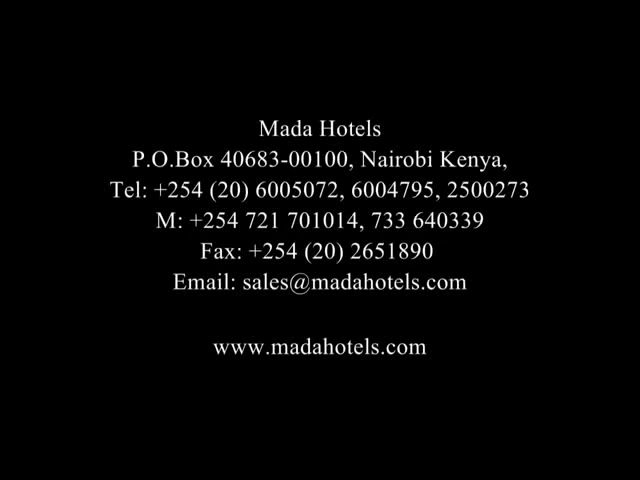 Mada Hotels
P.O.Box 40683-00100, Nairobi Kenya,
Tel: +254 (20) 6005072, 6004795, 2500273
M: +254 721 701014, 733 640339
Fax: +254 (20) 2651890
Email: sales@madahotels.com
www.madahotels.com